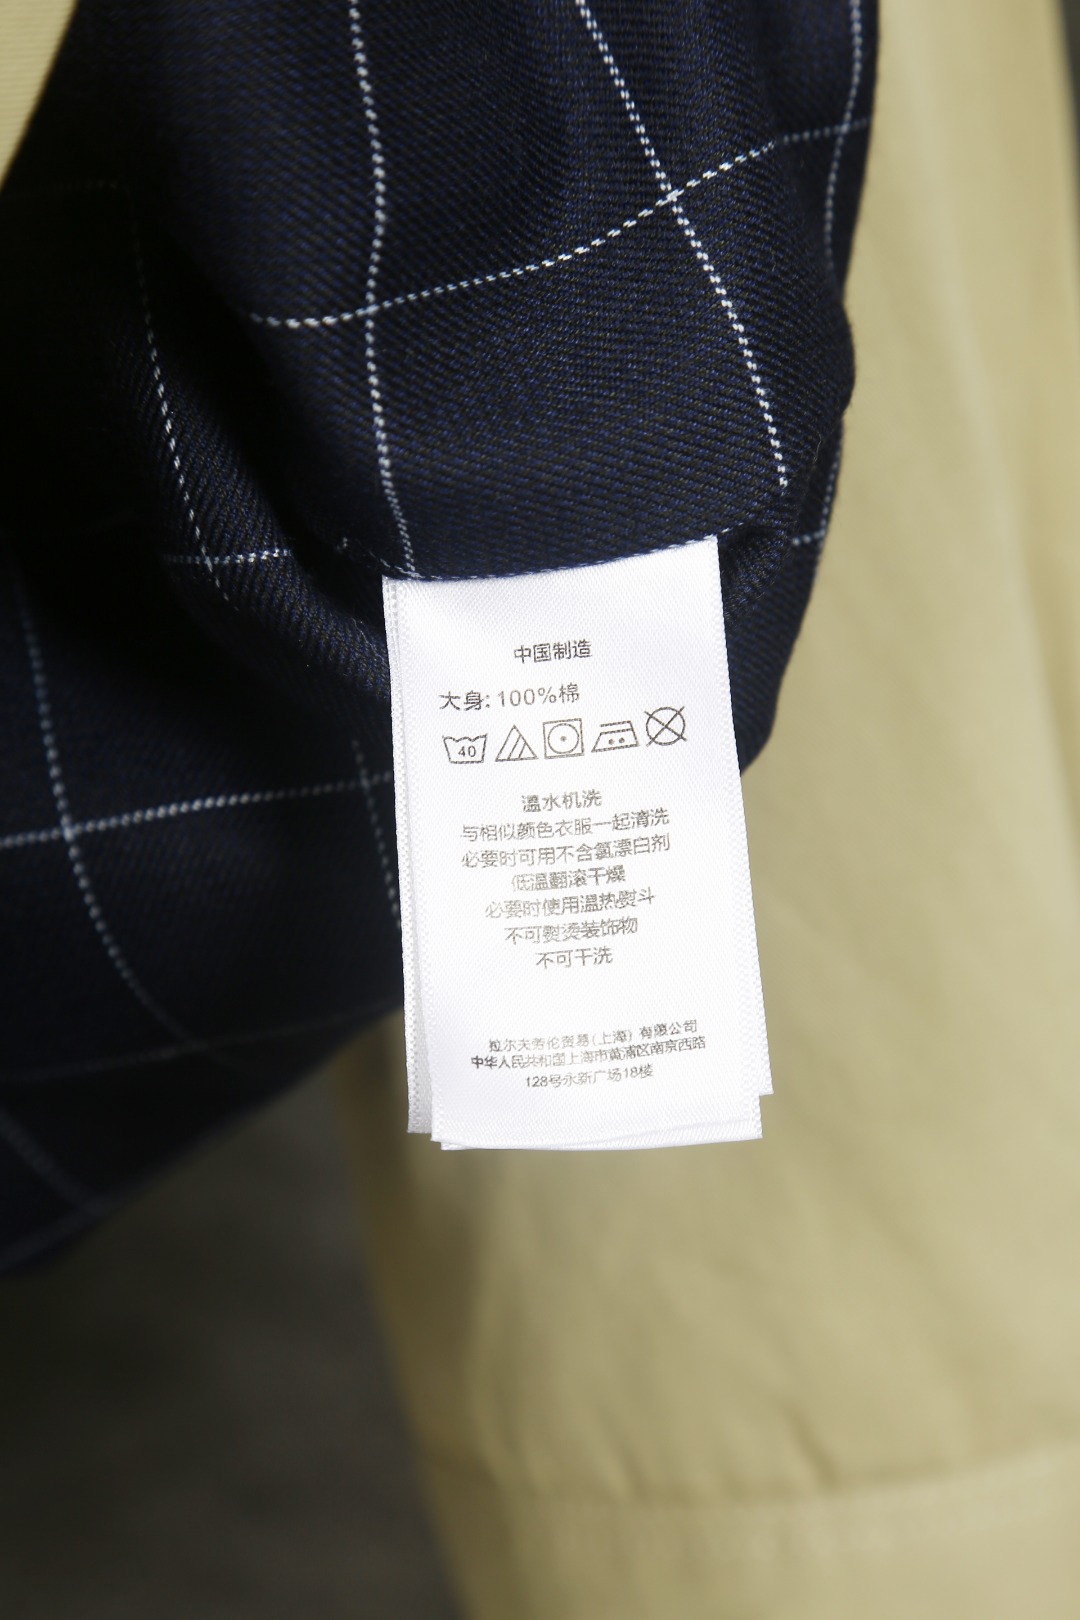 中国制造
大身: 100%棉
40
温水机洗
与相似颜色衣服一起清洗
必要时可用不含氯漂白剂
低温翻滚干燥
必要时使用温热熨斗
不可熨烫装饰物
不可干洗
拉尔夫劳伦贸易(上海)有限公司
中华人民共和国上海市黄浦区南京西路
128号永新广场18楼